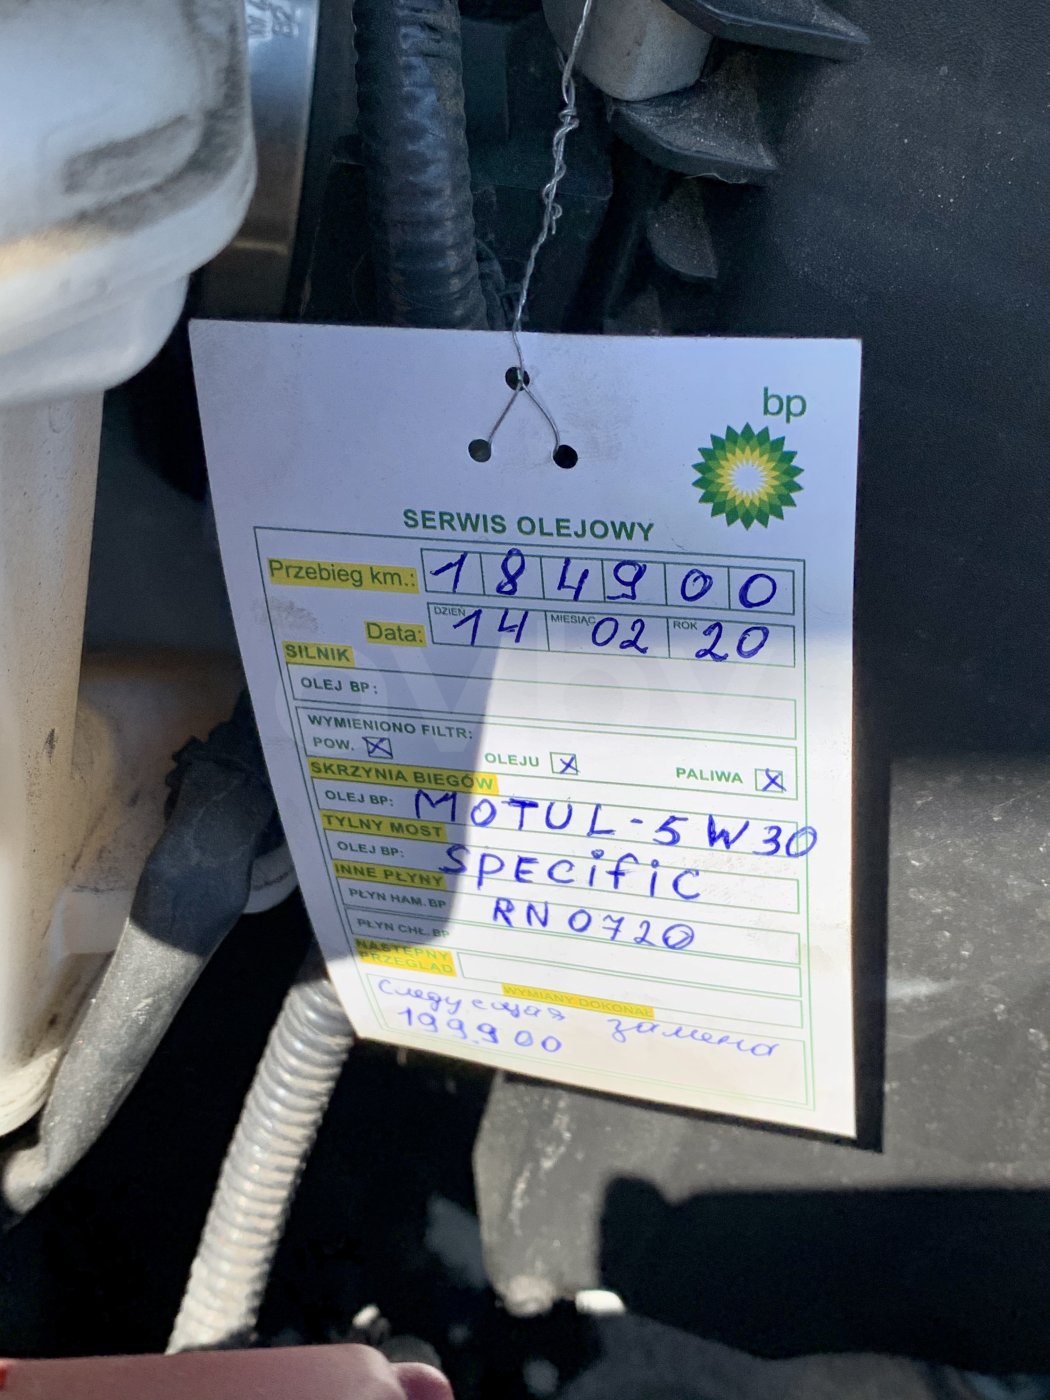 bp
SERWIS OLEJOWY
Przebieg km.: 184900
Data: DZIEŃ 14 MIESIĄC 02 ROK 20
SILNIK
OLEJ BP:
WYMIENIONO FILTR:
POW. X OLEJU X PALIWA X
SKRZYNIA BIEGÓW
OLEJ BP: MOTUL-5W30
TYLNY MOST
OLEJ BP: SPECifiC
INNE PŁYNY
PŁYN HAM. BP RN0720
PŁYN CHŁ. BP
NASTĘPNY
PRZEGLĄD
WYMIANY DOKONAŁ
Следующая замена
199900